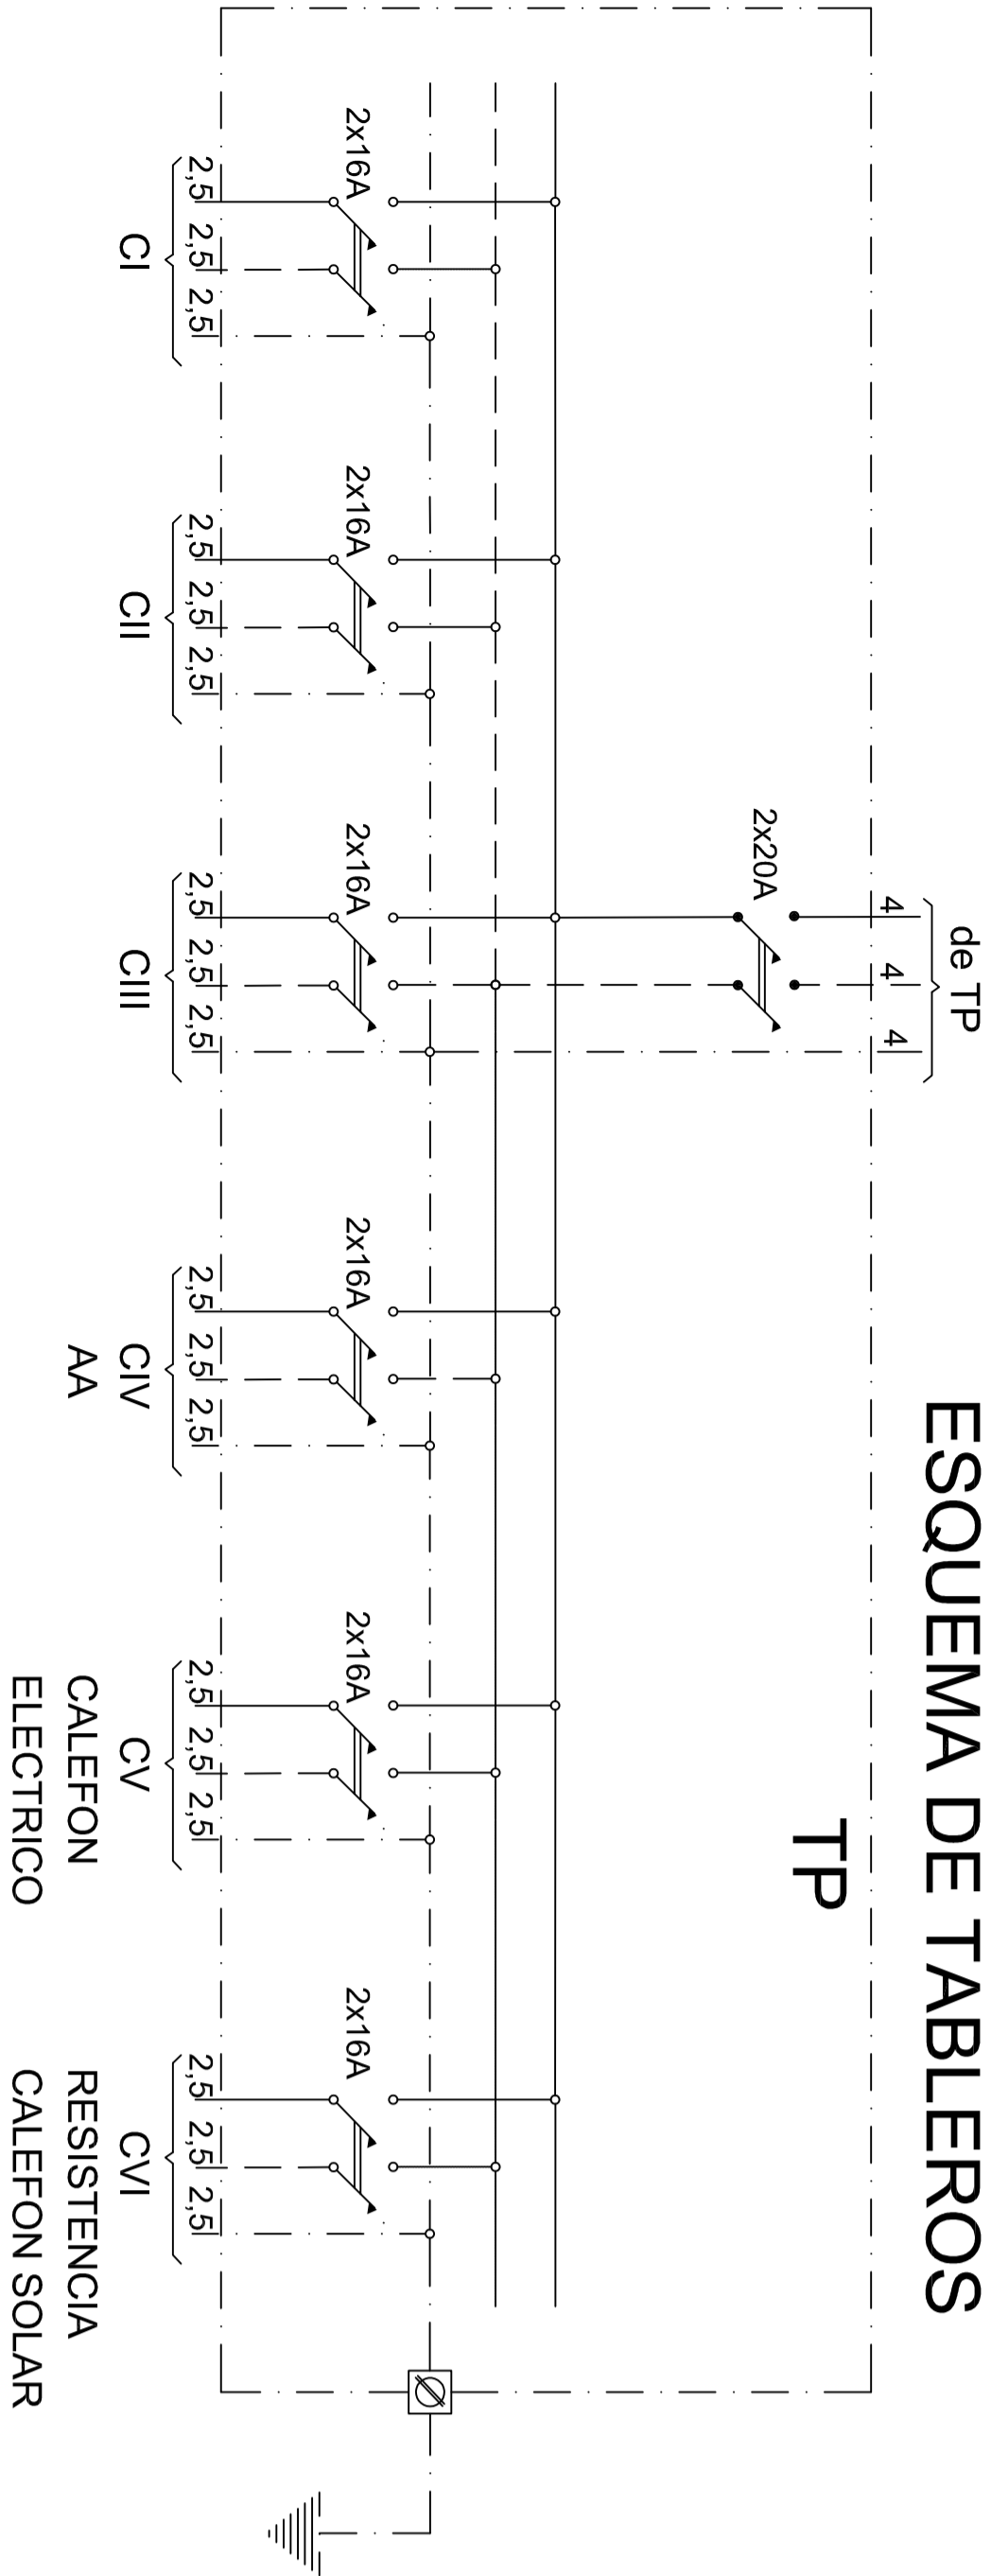 ESQUEMA DE TABLEROS
de TP
4 4 4
TP
2x20A
2x16A 2x16A 2x16A 2x16A 2x16A 2x16A
2,5 2,5 2,5 2,5 2,5 2,5 2,5 2,5 2,5 2,5 2,5 2,5 2,5 2,5 2,5 2,5 2,5 2,5
CI CII CIII CIV CV CVI
AA CALEFON RESISTENCIA
ELECTRICO CALEFON SOLAR